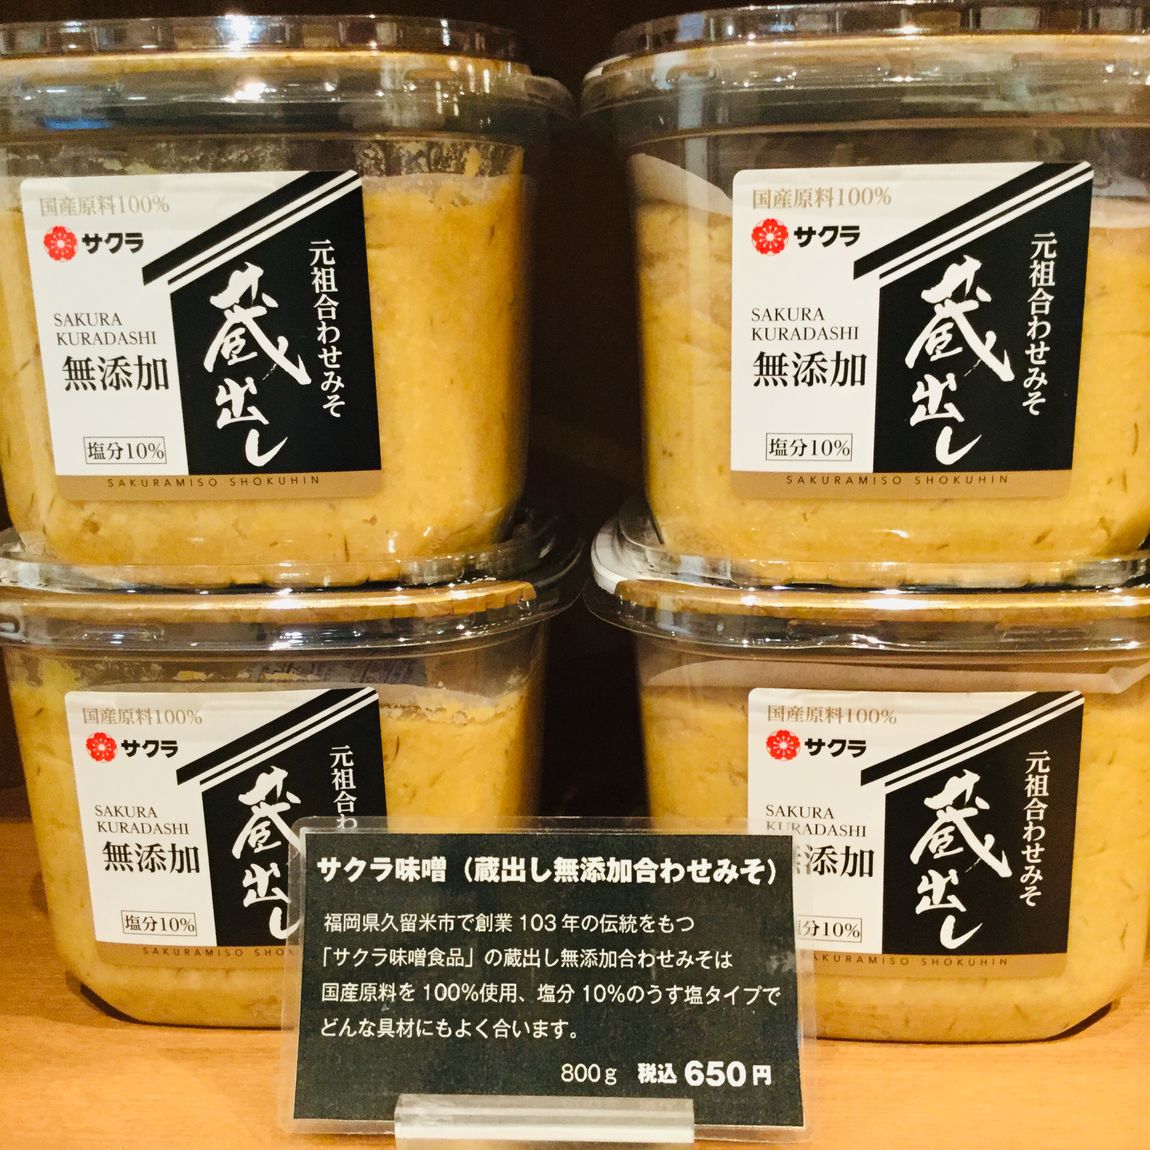 国産原料100%
サクラ
SAKURA
KURADASHI
無添加
塩分10%
蔵出し
元祖合わせみそ
SAKURAMISO SHOKUHIN
国産原料100%
サクラ
SAKURA
KURADASHI
無添加
塩分10%
蔵出し
元祖合わせみそ
SAKURAMISO SHOKUHIN
国産原料100%
サクラ
SAKURA
KURADASHI
無添加
塩分10%
蔵出し
元祖合わ
SAKURAMISO SHOK
国産原料100%
サクラ
SAKURA
KURADASHI
添加
分10%
蔵出し
元祖合わせみそ
AKURAMISO SHOKUHIN
サクラ味噌（蔵出し無添加合わせみそ）
福岡県久留米市で創業103年の伝統をもつ
「サクラ味噌食品」の蔵出し無添加合わせみそは
国産原料を100%使用、塩分10%のうす塩タイプで
どんな具材にもよく合います。
800g 税込650円